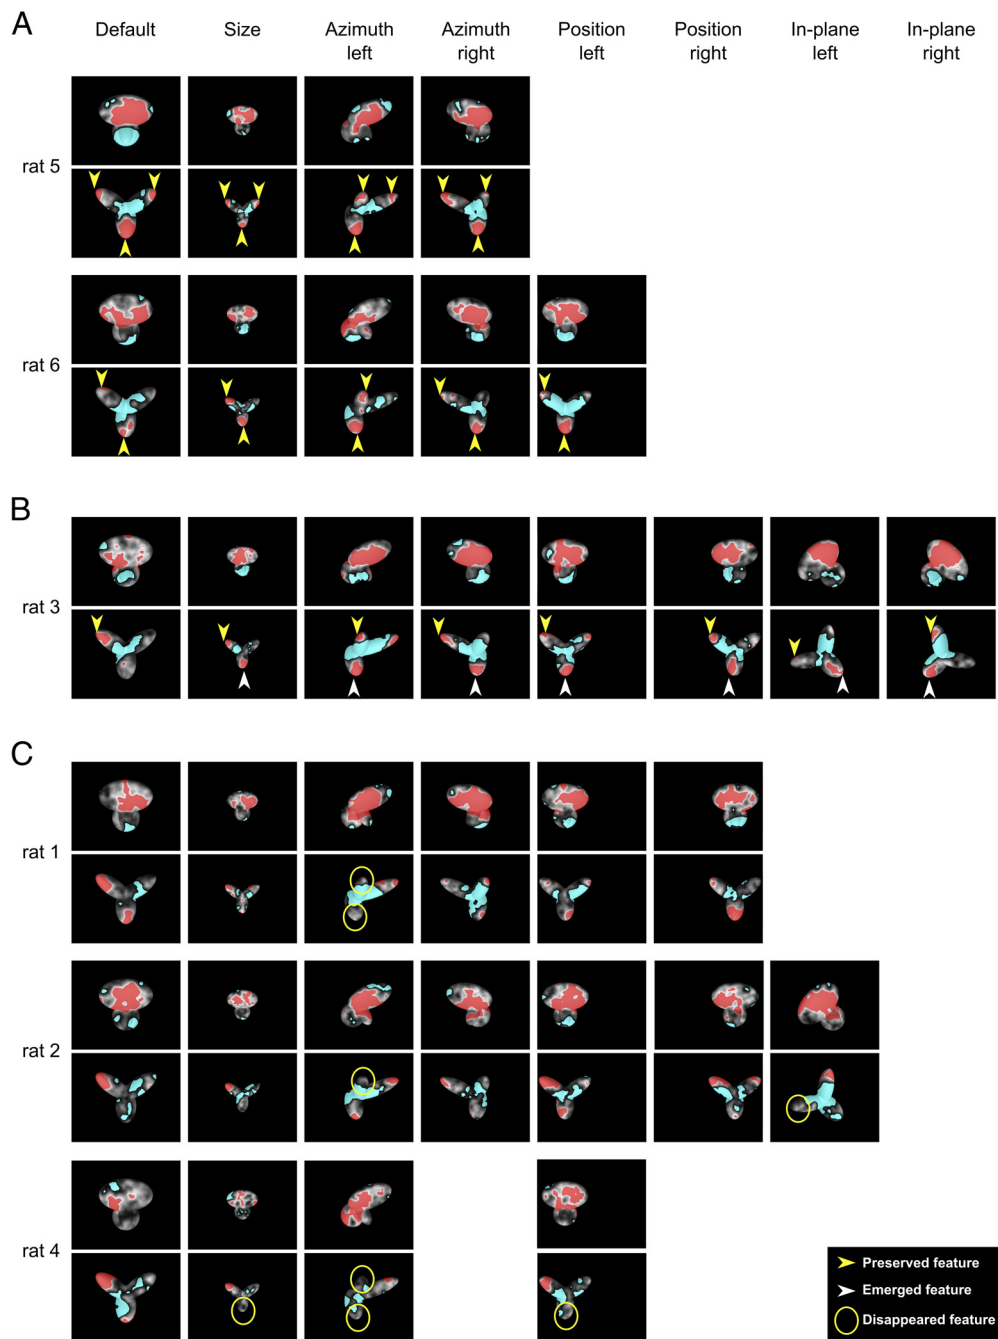 A
Default Size Azimuth left Azimuth right Position left Position right In-plane left In-plane right
rat 5
rat 6
B
rat 3
C
rat 1
rat 2
rat 4
Preserved feature
Emerged feature
Disappeared feature